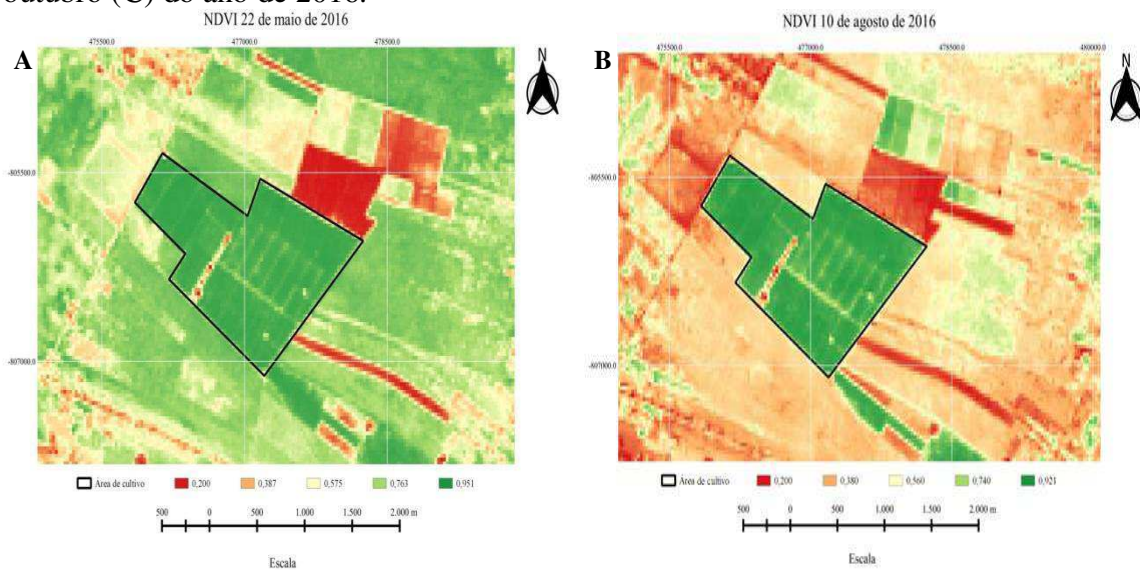 outubro (C) do ano de 2016.
NDVI 22 de maio de 2016
475500.0 477000.0 478500.0
A
N
-805500.0
-807000.0
Área de cultivo 0,200 0,387 0,575 0,763 0,951
500 0 500 1.000 1.500 2.000 m
Escala
NDVI 10 de agosto de 2016
475500.0 477000.0 478500.0 480000.0
B
N
-805500.0
-807000.0
Área de cultivo 0,200 0,380 0,560 0,740 0,921
500 0 500 1.000 1.500 2.000 m
Escala